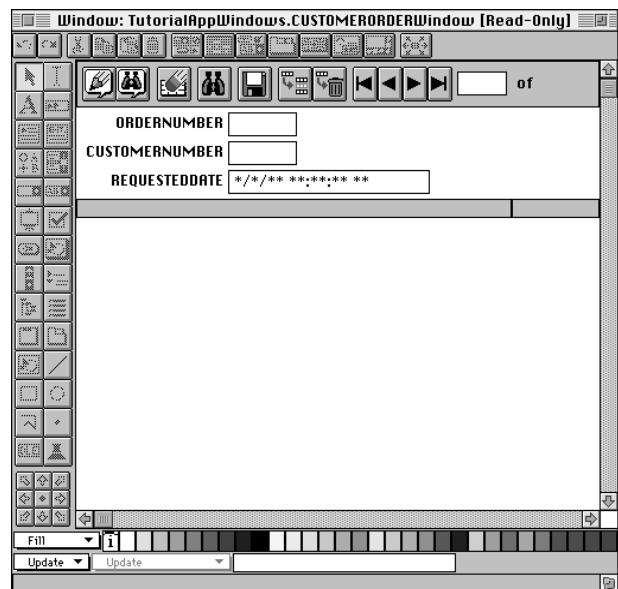 Window: TutorialAppWindows.CUSTOMERORDERWindow [Read-Only]
of
ORDERNUMBER
CUSTOMERNUMBER
REQUESTEDDATE */*/** **:**:** **
Fill
Update Update